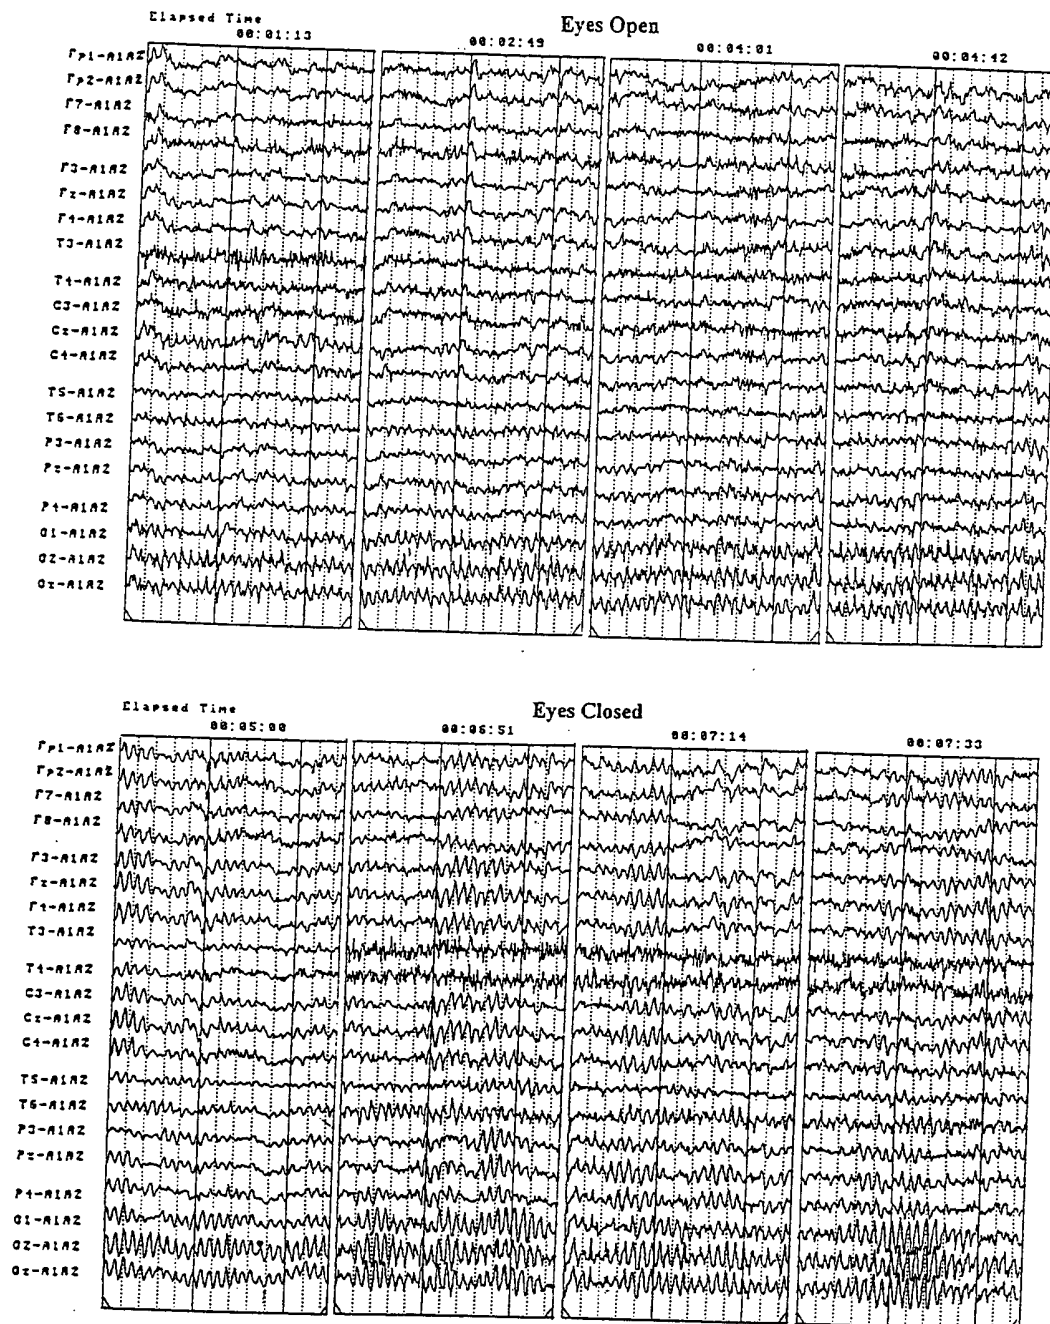 Elapsed Time
Eyes Open
00:01:13
00:02:49
00:04:01
00:04:42
Fp1-A1A2
Fp2-A1A2
F7-A1A2
F8-A1A2
F3-A1A2
Fz-A1A2
F4-A1A2
T3-A1A2
T4-A1A2
C3-A1A2
Cz-A1A2
C4-A1A2
T5-A1A2
T6-A1A2
P3-A1A2
Pz-A1A2
P4-A1A2
O1-A1A2
O2-A1A2
Oz-A1A2
Elapsed Time
Eyes Closed
00:05:00
00:06:51
00:07:14
00:07:33
Fp1-A1A2
Fp2-A1A2
F7-A1A2
F8-A1A2
F3-A1A2
Fz-A1A2
F4-A1A2
T3-A1A2
T4-A1A2
C3-A1A2
Cz-A1A2
C4-A1A2
T5-A1A2
T6-A1A2
P3-A1A2
Pz-A1A2
P4-A1A2
O1-A1A2
O2-A1A2
Oz-A1A2